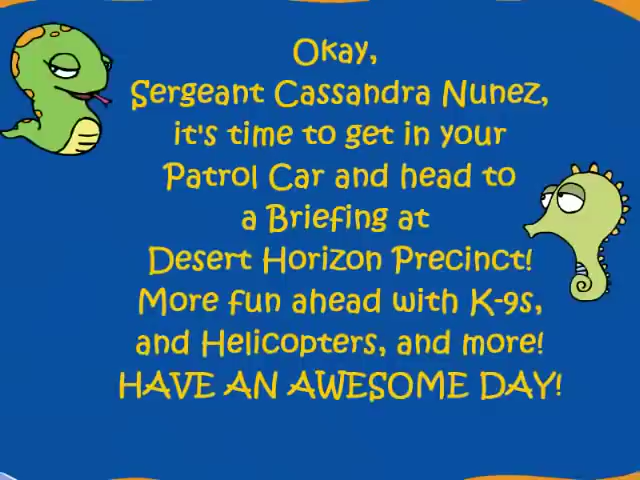 Okay,
Sergeant Cassandra Nunez,
it's time to get in your
Patrol Car and head to
a Briefing at
Desert Horizon Precinct!
More fun ahead with K-9s,
and Helicopters, and more!
HAVE AN AWESOME DAY!